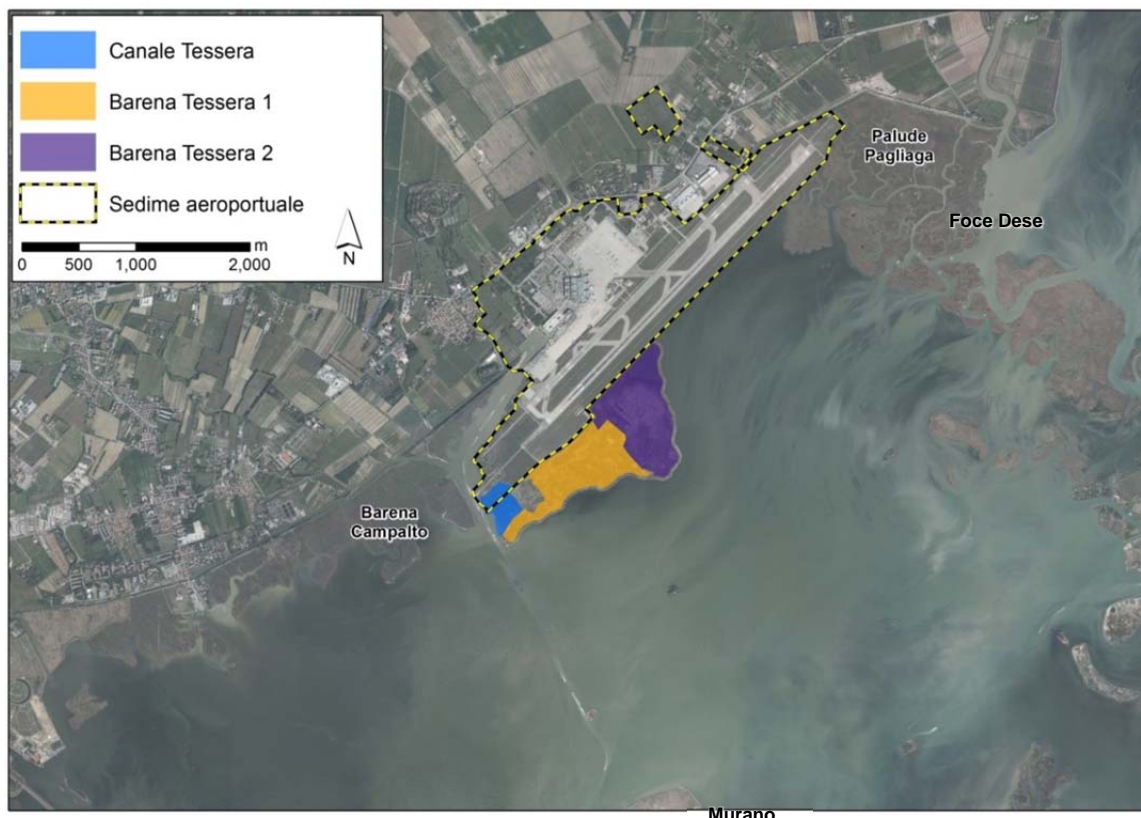 Canale Tessera
Barena Tessera 1
Barena Tessera 2
Sedime aeroportuale
m
0 500 1,000 2,000
N
Palude
Pagliaga
Foce Dese
Barena
Campalto
Murano